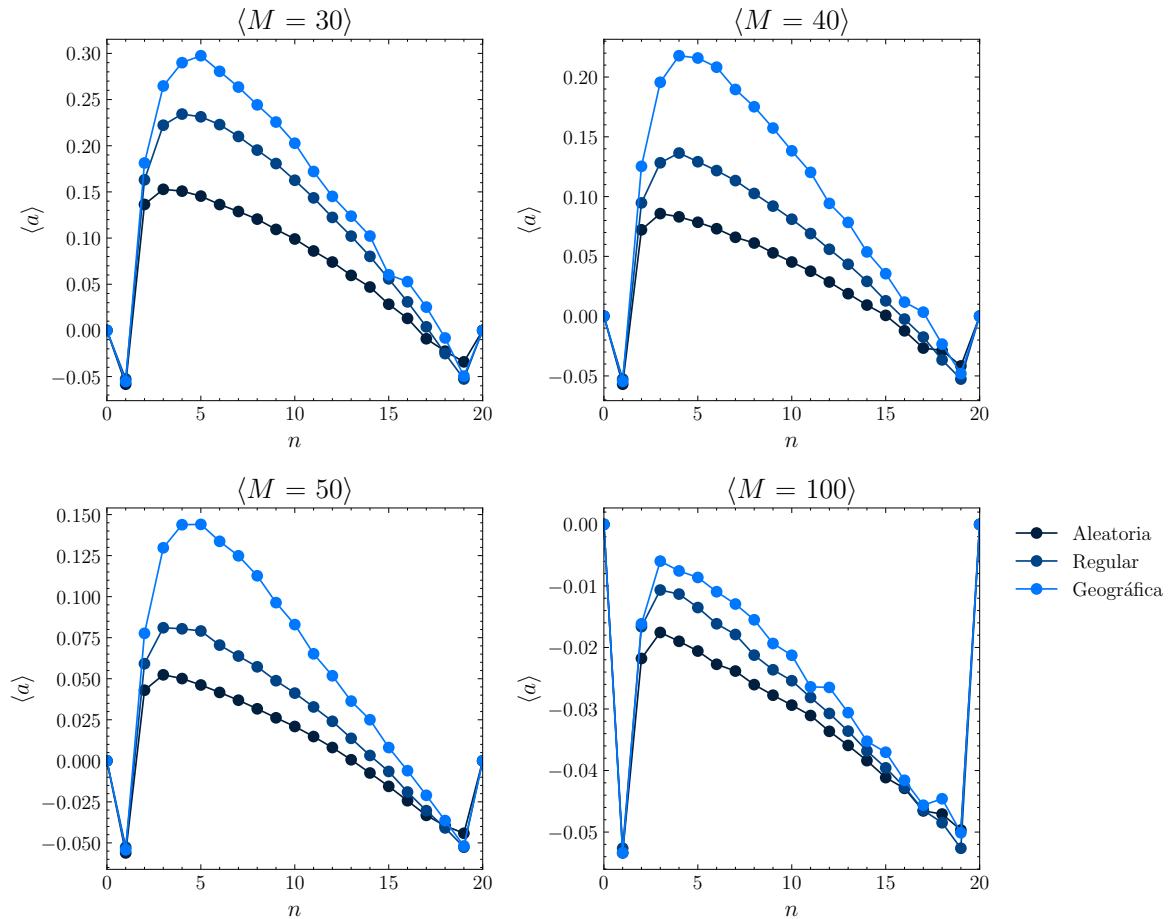 ⟨M = 30⟩
0.30
0.25
0.20
0.15
0.10
0.05
0.00
−0.05
⟨a⟩
0 5 10 15 20
n
⟨M = 40⟩
0.20
0.15
0.10
0.05
0.00
−0.05
⟨a⟩
0 5 10 15 20
n
⟨M = 50⟩
0.150
0.125
0.100
0.075
0.050
0.025
0.000
−0.025
−0.050
⟨a⟩
0 5 10 15 20
n
⟨M = 100⟩
0.00
−0.01
−0.02
−0.03
−0.04
−0.05
⟨a⟩
0 5 10 15 20
n
Aleatoria
Regular
Geográfica